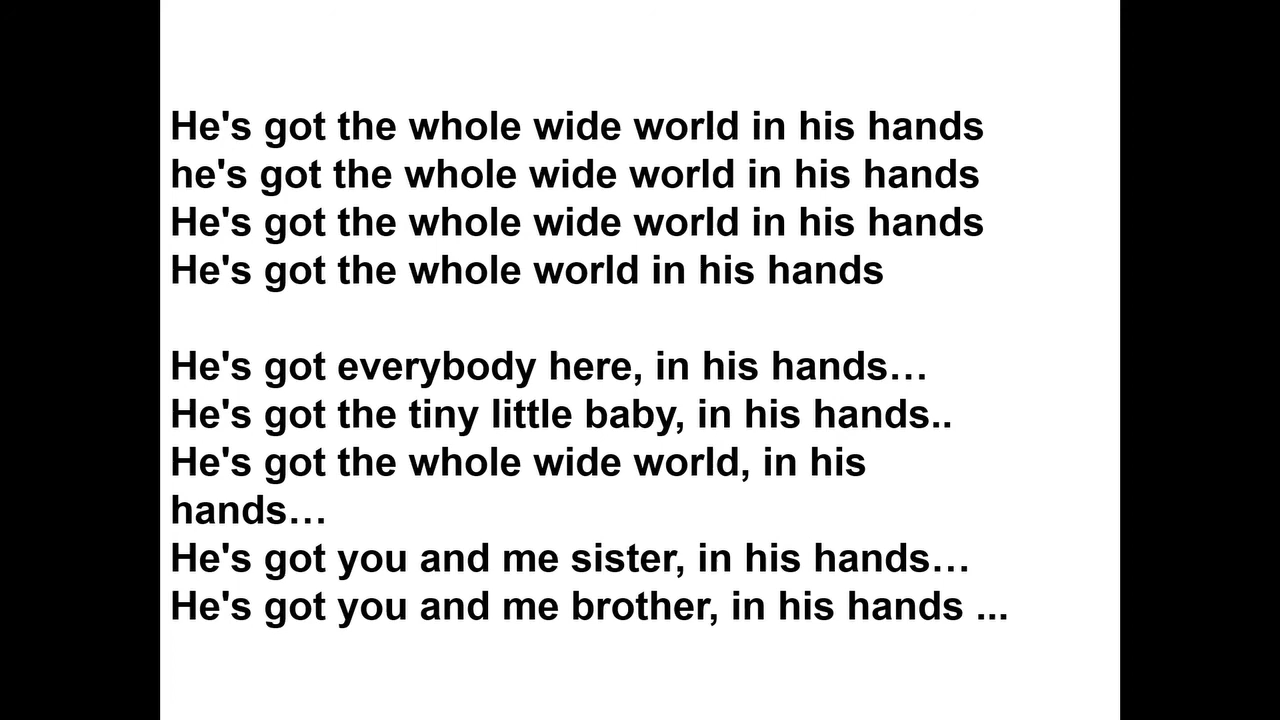 He's got the whole wide world in his hands
he's got the whole wide world in his hands
He's got the whole wide world in his hands
He's got the whole world in his hands
He's got everybody here, in his hands…
He's got the tiny little baby, in his hands..
He's got the whole wide world, in his
hands…
He's got you and me sister, in his hands…
He's got you and me brother, in his hands ...